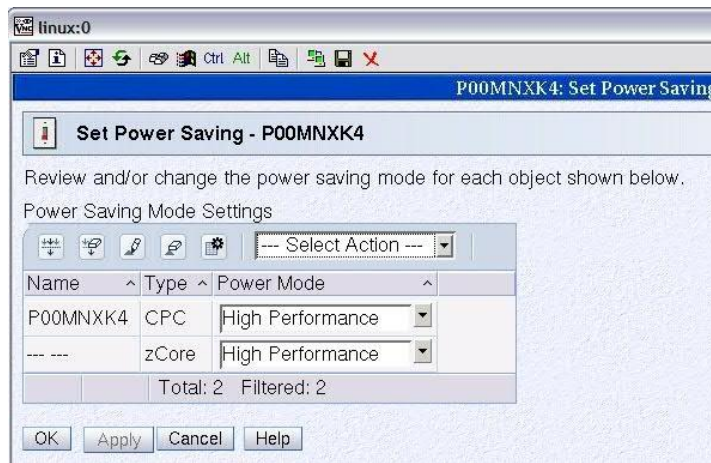 linux:0
Ctrl Alt
P00MNXK4: Set Power Saving
Set Power Saving - P00MNXK4
Review and/or change the power saving mode for each object shown below.
Power Saving Mode Settings
--- Select Action ---
Name Type Power Mode
P00MNXK4 CPC High Performance
--- --- zCore High Performance
Total: 2 Filtered: 2
OK Apply Cancel Help